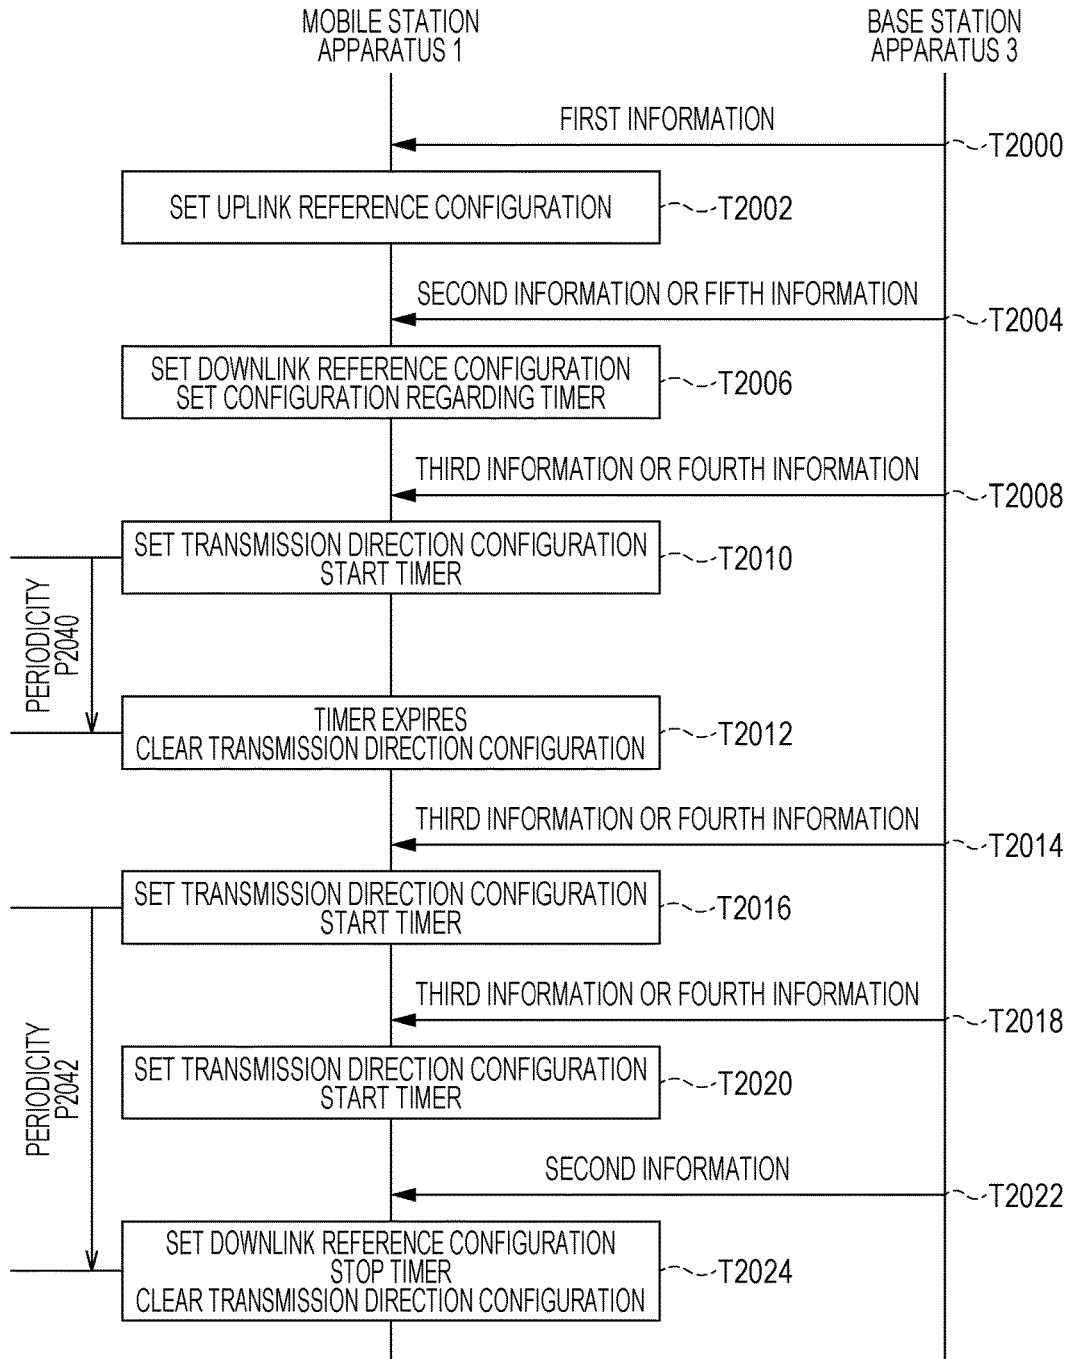 MOBILE STATION
APPARATUS 1
BASE STATION
APPARATUS 3
FIRST INFORMATION
T2000
SET UPLINK REFERENCE CONFIGURATION
T2002
SECOND INFORMATION OR FIFTH INFORMATION
T2004
SET DOWNLINK REFERENCE CONFIGURATION
SET CONFIGURATION REGARDING TIMER
T2006
THIRD INFORMATION OR FOURTH INFORMATION
T2008
SET TRANSMISSION DIRECTION CONFIGURATION
START TIMER
T2010
PERIODICITY
P2040
TIMER EXPIRES
CLEAR TRANSMISSION DIRECTION CONFIGURATION
T2012
THIRD INFORMATION OR FOURTH INFORMATION
T2014
SET TRANSMISSION DIRECTION CONFIGURATION
START TIMER
T2016
THIRD INFORMATION OR FOURTH INFORMATION
T2018
PERIODICITY
P2042
SET TRANSMISSION DIRECTION CONFIGURATION
START TIMER
T2020
SECOND INFORMATION
T2022
SET DOWNLINK REFERENCE CONFIGURATION
STOP TIMER
CLEAR TRANSMISSION DIRECTION CONFIGURATION
T2024